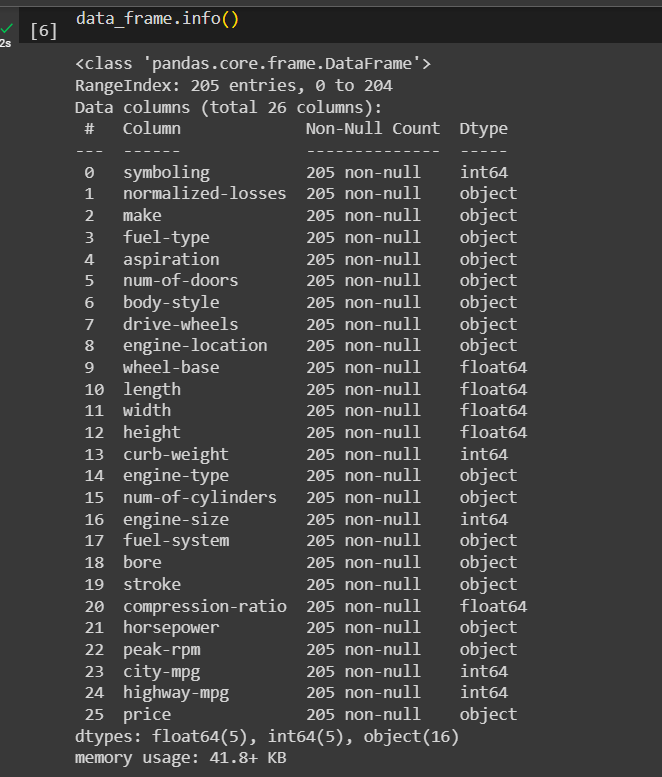 data_frame.info()
[6]
2s
<class 'pandas.core.frame.DataFrame'>
RangeIndex: 205 entries, 0 to 204
Data columns (total 26 columns):
 #   Column             Non-Null Count  Dtype
---  ------             --------------  -----
 0   symboling          205 non-null    int64
 1   normalized-losses  205 non-null    object
 2   make               205 non-null    object
 3   fuel-type          205 non-null    object
 4   aspiration         205 non-null    object
 5   num-of-doors       205 non-null    object
 6   body-style         205 non-null    object
 7   drive-wheels       205 non-null    object
 8   engine-location    205 non-null    object
 9   wheel-base         205 non-null    float64
 10  length             205 non-null    float64
 11  width              205 non-null    float64
 12  height             205 non-null    float64
 13  curb-weight        205 non-null    int64
 14  engine-type        205 non-null    object
 15  num-of-cylinders   205 non-null    object
 16  engine-size        205 non-null    int64
 17  fuel-system        205 non-null    object
 18  bore               205 non-null    object
 19  stroke             205 non-null    object
 20  compression-ratio  205 non-null    float64
 21  horsepower         205 non-null    object
 22  peak-rpm           205 non-null    object
 23  city-mpg           205 non-null    int64
 24  highway-mpg        205 non-null    int64
 25  price              205 non-null    object
dtypes: float64(5), int64(5), object(16)
memory usage: 41.8+ KB